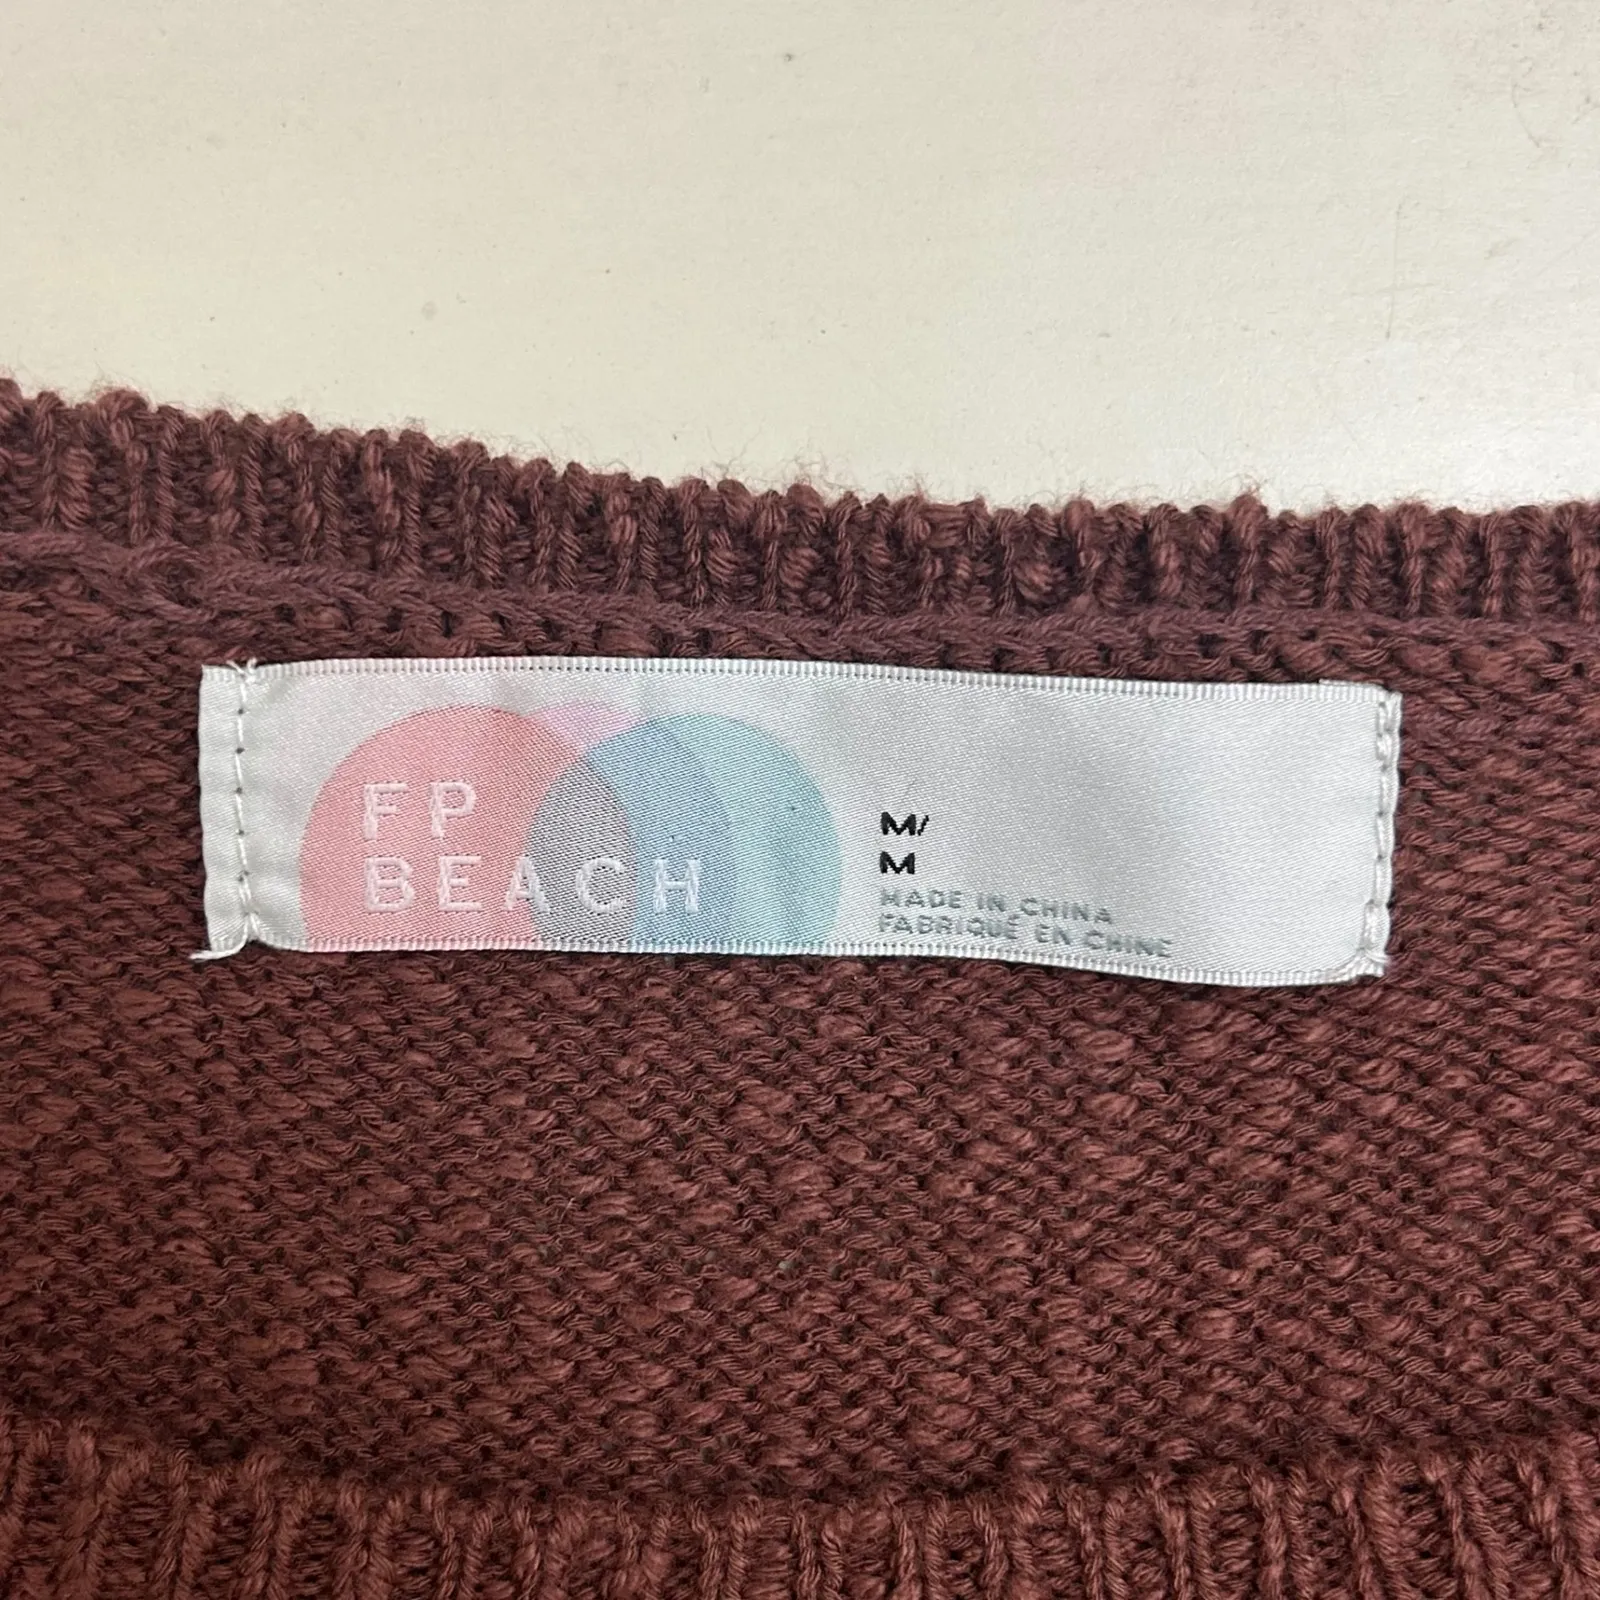 FP
BEACH
M/
M
MADE IN CHINA
FABRIQUÉ EN CHINE